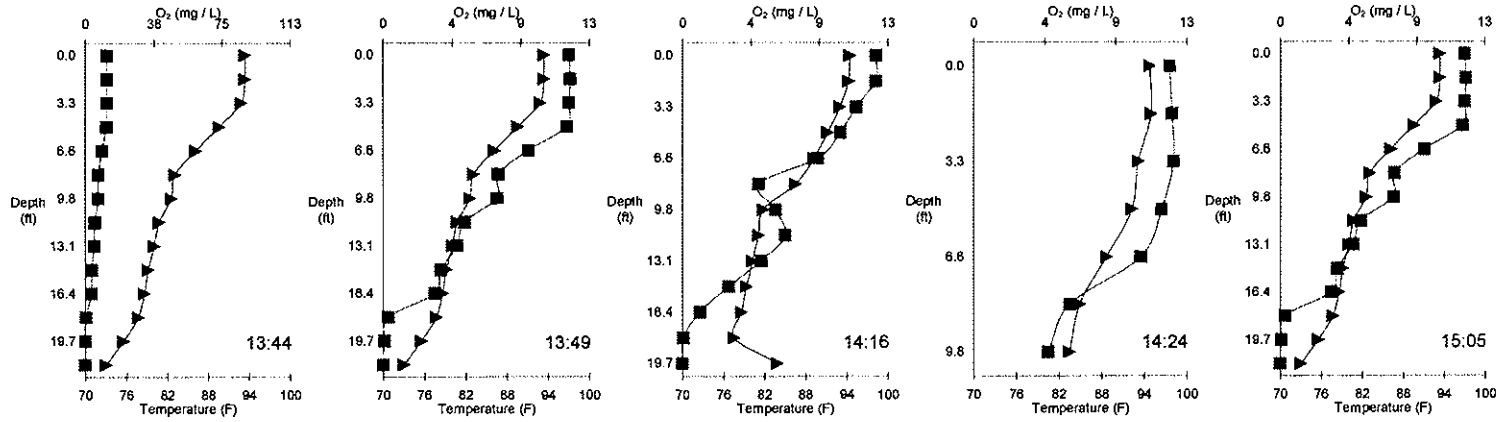 O₂ (mg / L)
0 38 75 113
0.0
3.3
6.6
Depth
(ft)
9.8
13.1
16.4
19.7
13:44
70 76 82 88 94 100
Temperature (F)
O₂ (mg / L)
0 4 9 13
0.0
3.3
6.6
Depth
(ft)
9.8
13.1
18.4
19.7
13:49
70 76 82 88 94 100
Temperature (F)
O₂ (mg / L)
0 4 9 13
0.0
3.3
6.6
Depth
(ft)
9.8
13.1
18.4
19.7
14:16
70 76 82 88 94 100
Temperature (F)
O₂ (mg / L)
0 4 9 13
0.0
3.3
Depth
(ft)
6.6
9.8
14:24
70 76 82 88 94 100
Temperature (F)
O₂ (mg / L)
0 4 9 13
0.0
3.3
6.6
Depth
(ft)
9.8
13.1
16.4
19.7
15:05
70 76 82 88 94 100
Temperature (F)